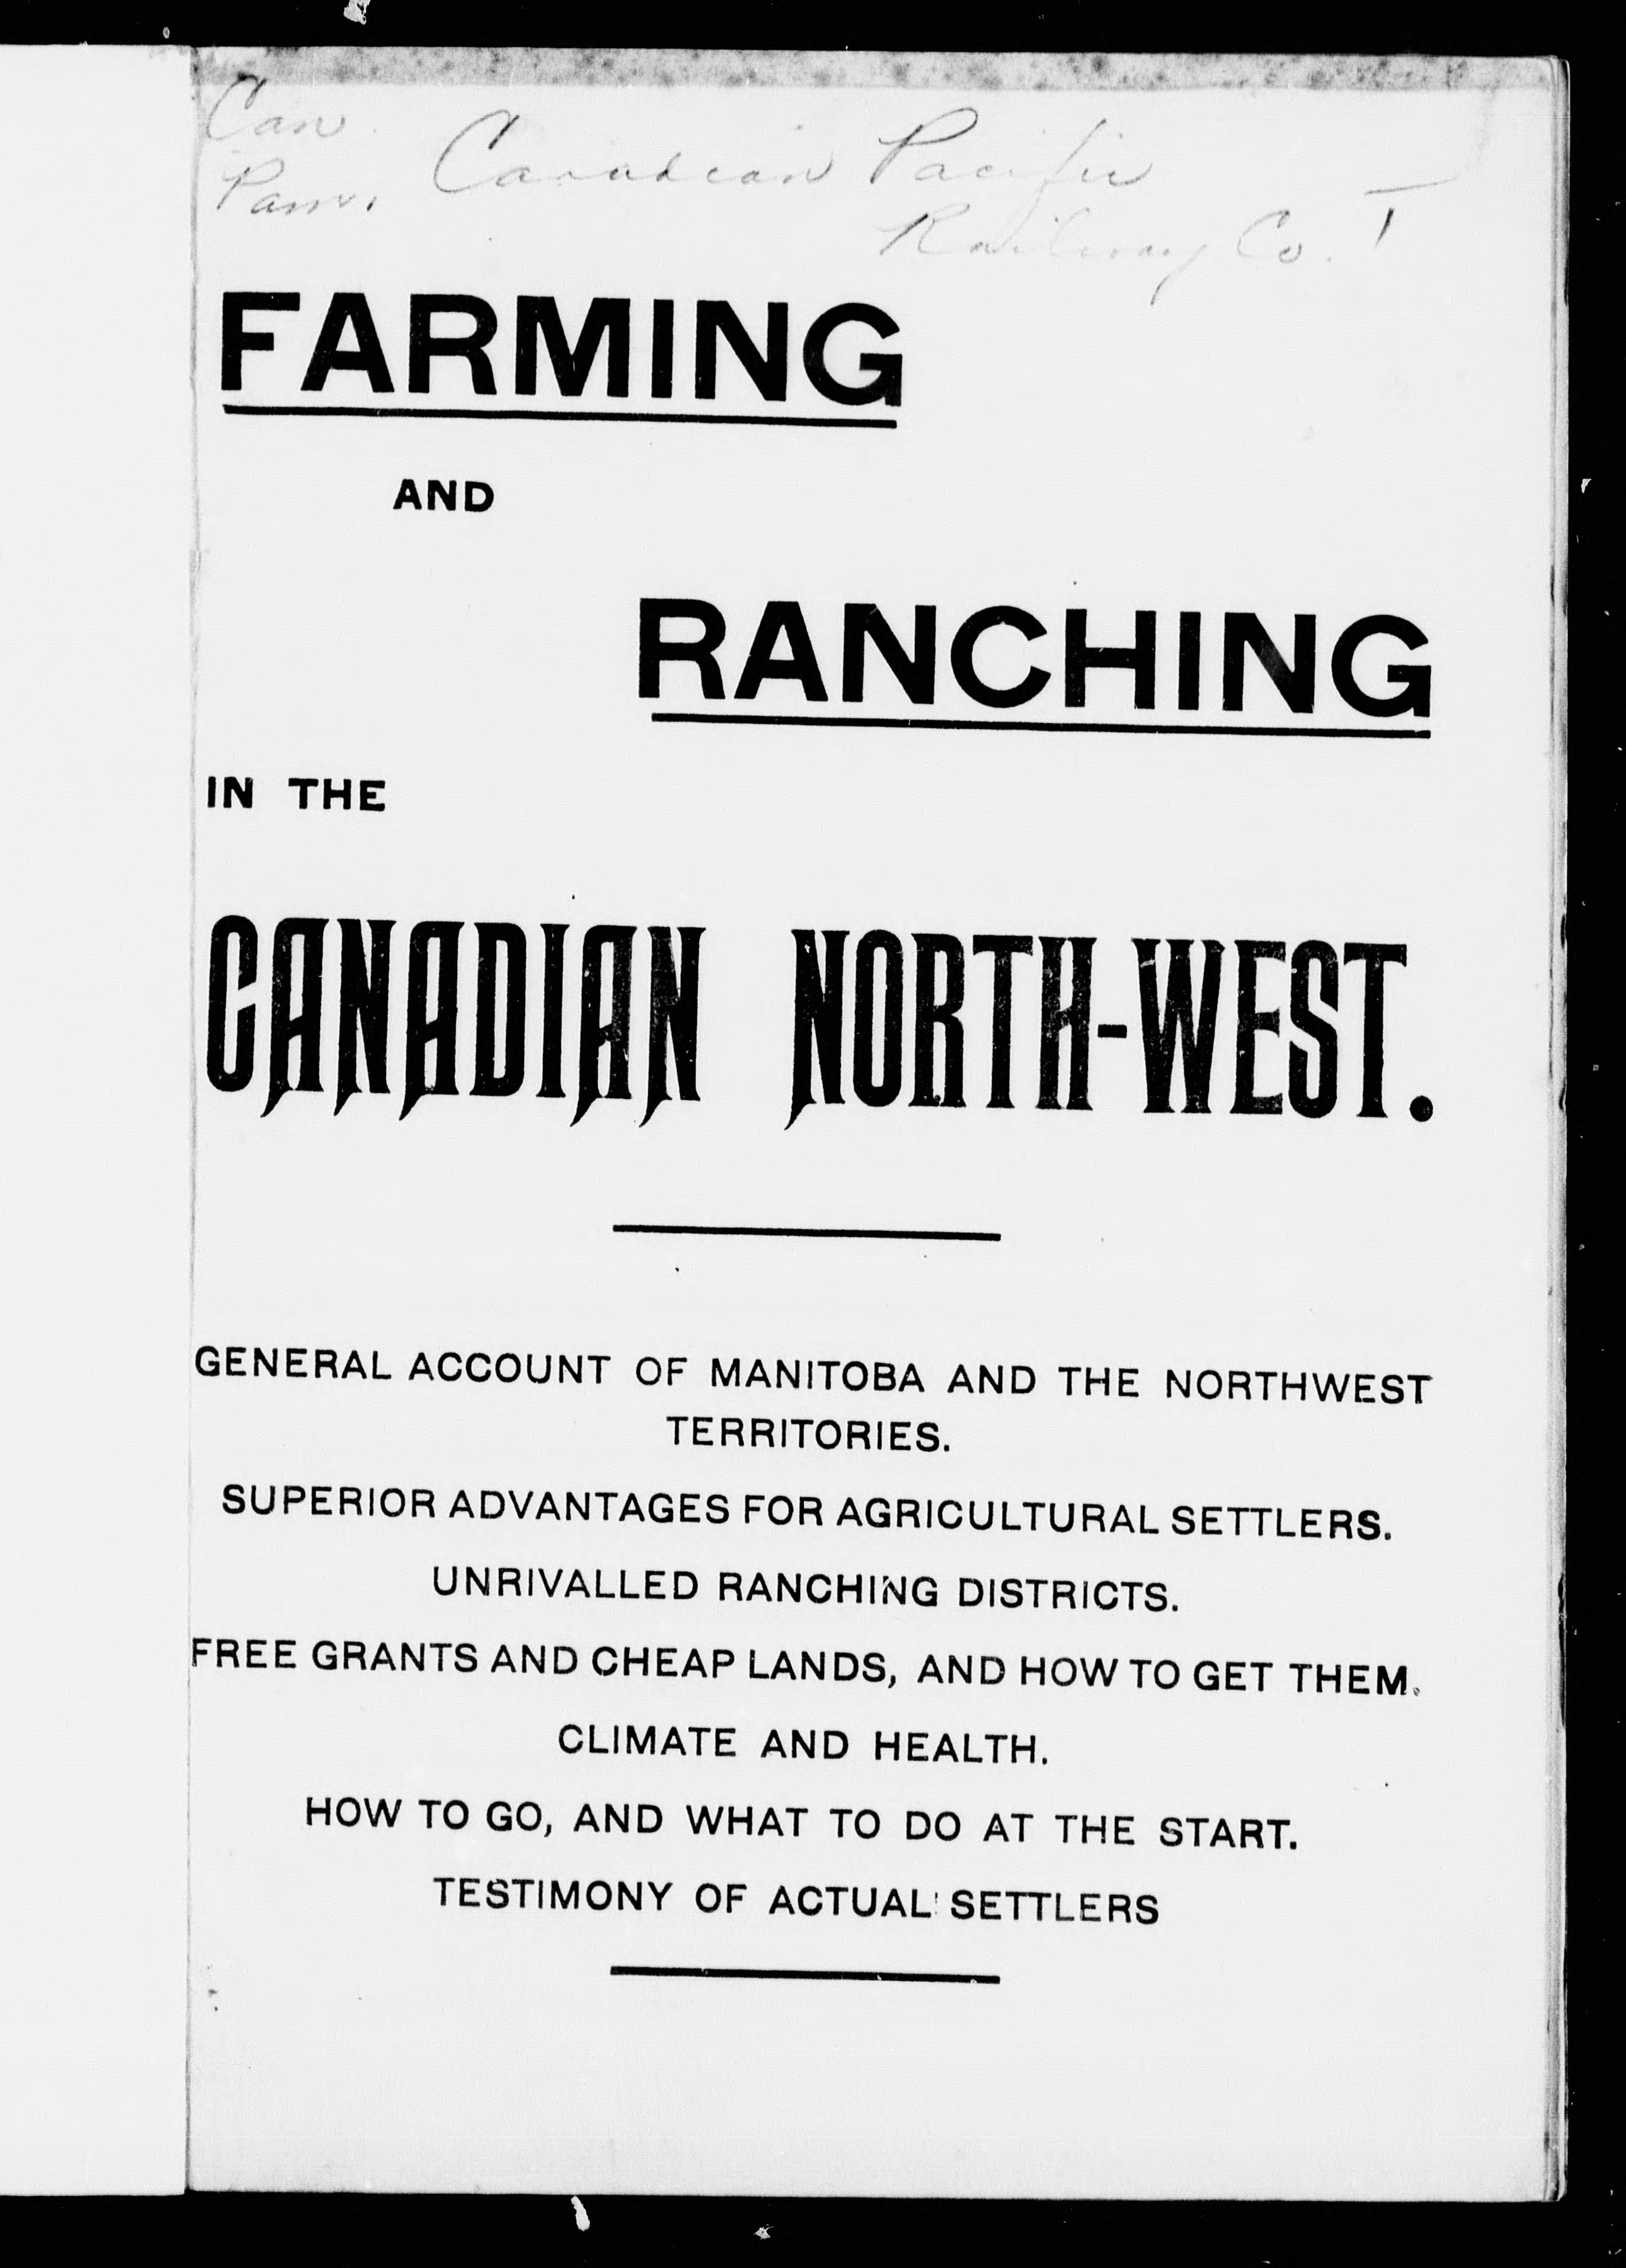 Can.
Pam.
Canadian Pacific
Railway Co. I
FARMING
AND
RANCHING
IN THE
CANADIAN NORTH-WEST.
GENERAL ACCOUNT OF MANITOBA AND THE NORTHWEST
TERRITORIES.
SUPERIOR ADVANTAGES FOR AGRICULTURAL SETTLERS.
UNRIVALLED RANCHING DISTRICTS.
FREE GRANTS AND CHEAP LANDS, AND HOW TO GET THEM.
CLIMATE AND HEALTH.
HOW TO GO, AND WHAT TO DO AT THE START.
TESTIMONY OF ACTUAL SETTLERS